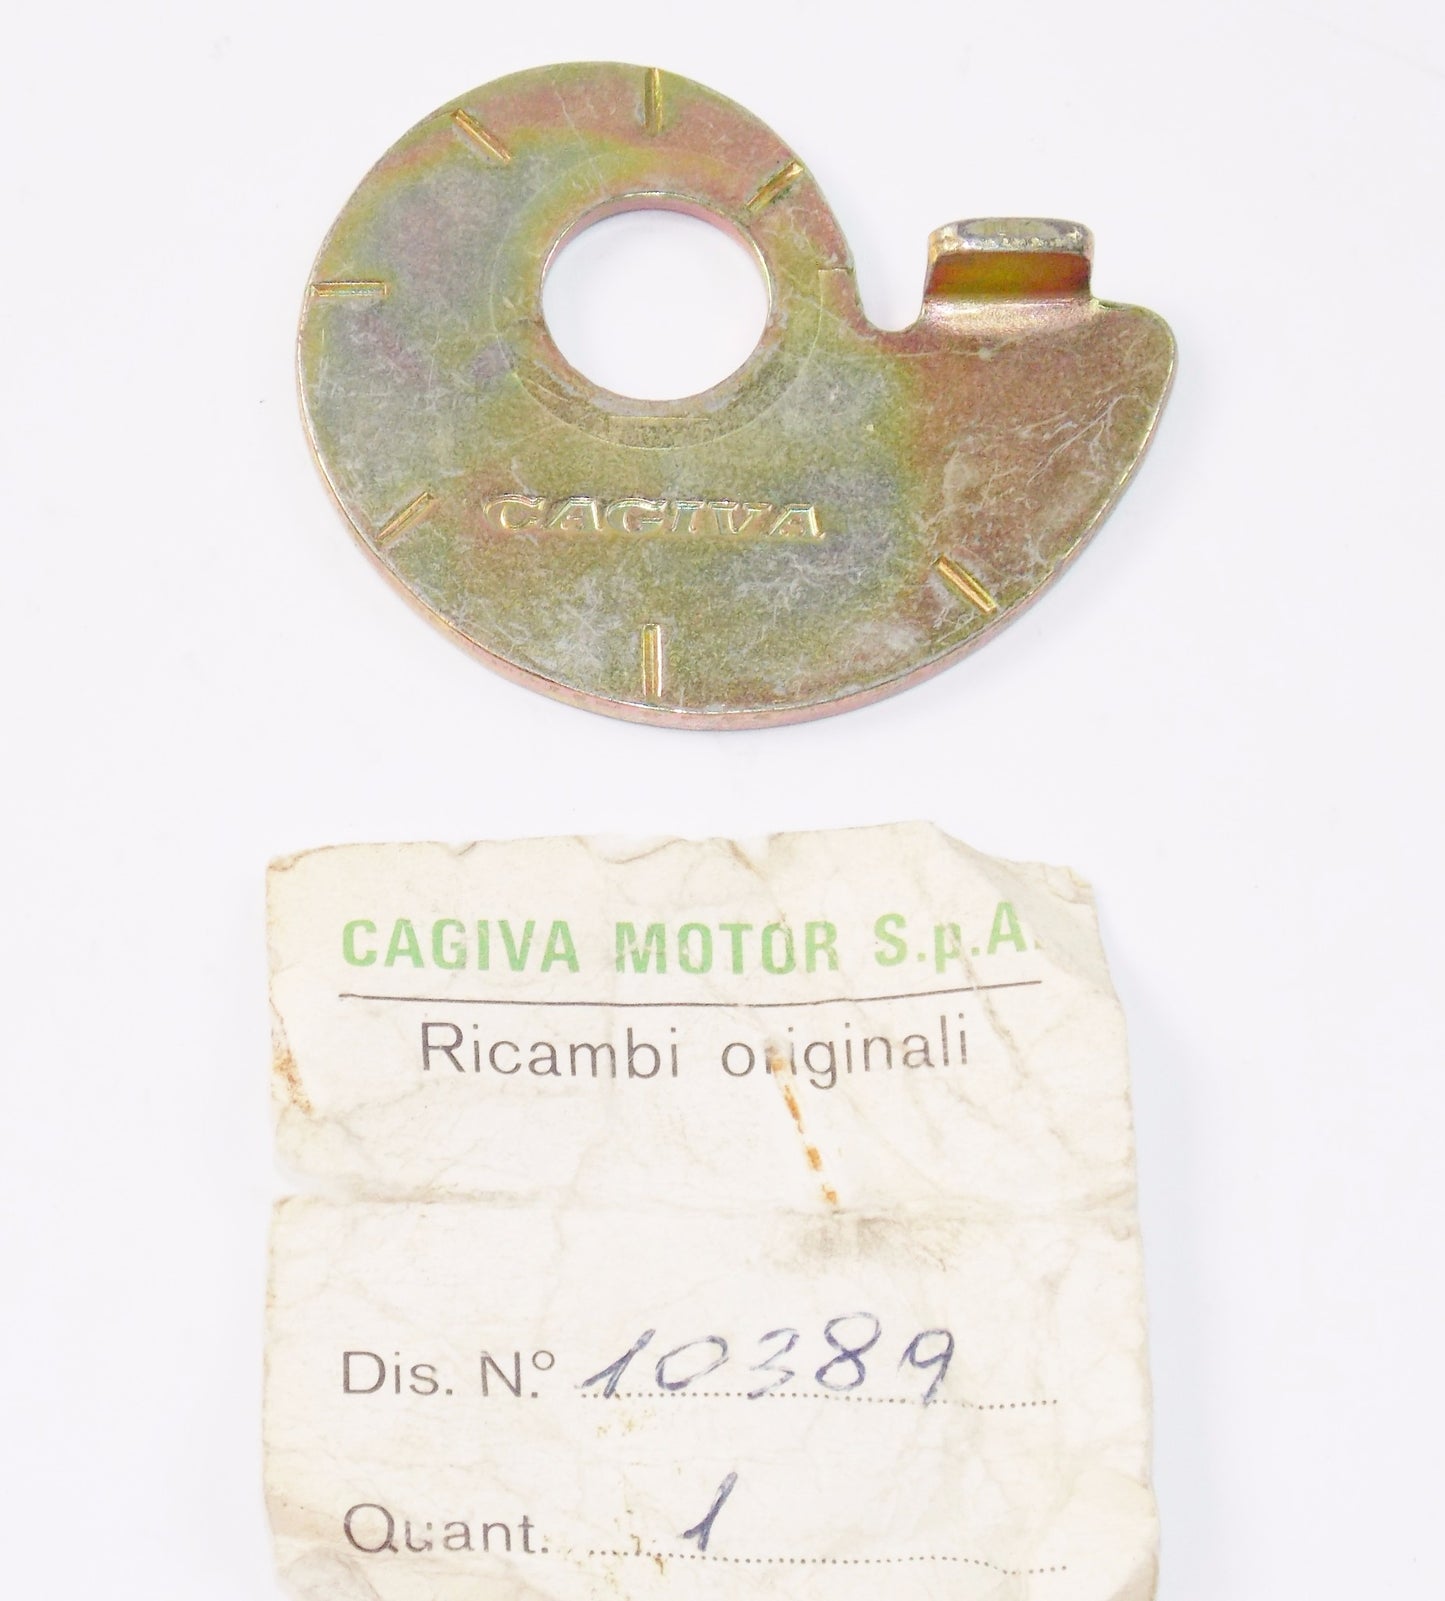 CAGIVA
CAGIVA MOTOR S.p.A.
Ricambi originali
Dis. N.º 10389
Quant. 1